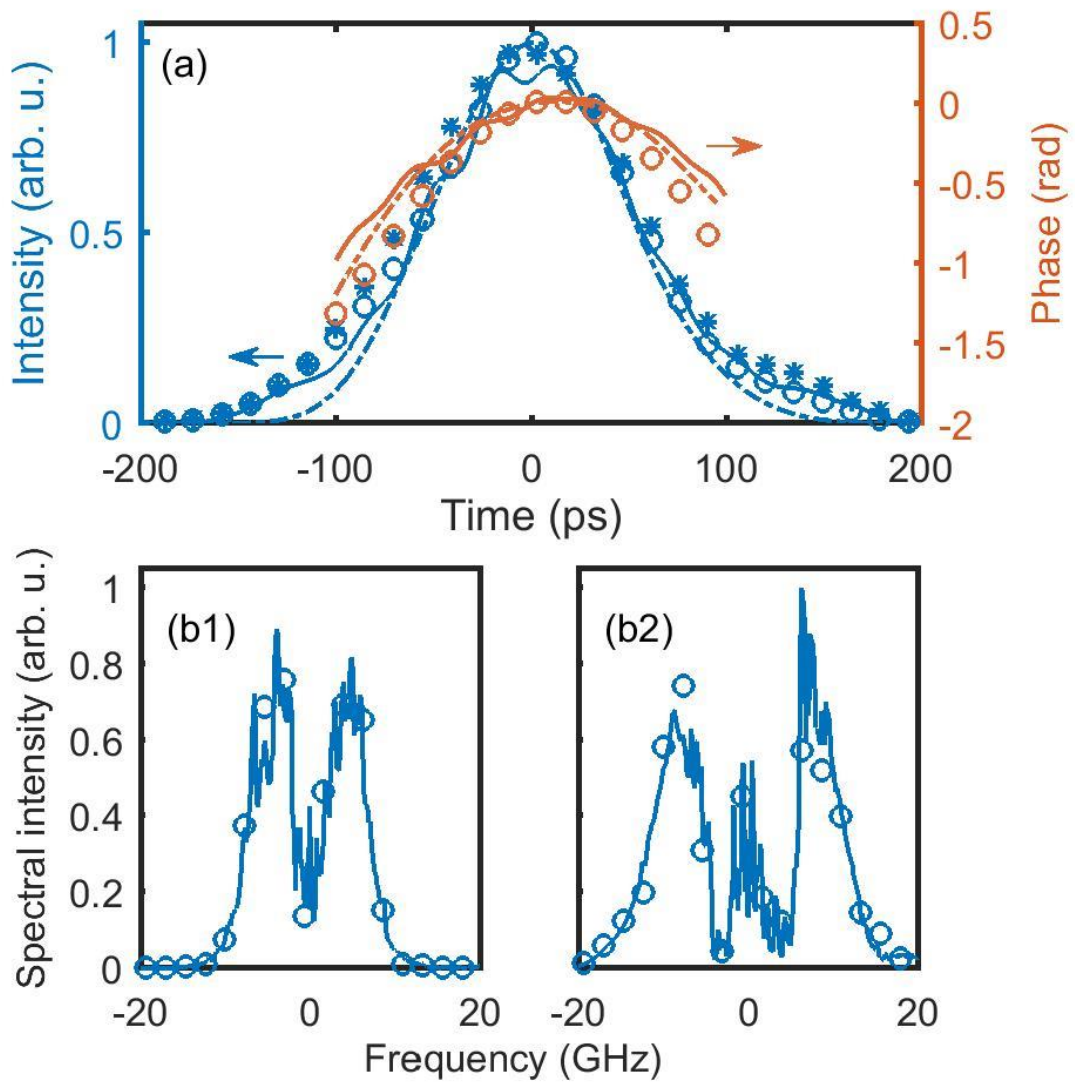 (a)
Intensity (arb. u.)
1
0.5
0
0.5
0
-0.5
-1
-1.5
-2
Phase (rad)
-200 -100 0 100 200
Time (ps)
Spectral intensity (arb. u.)
1
0.8
0.6
0.4
0.2
0
(b1) (b2)
-20 0 20 -20 0 20
Frequency (GHz)